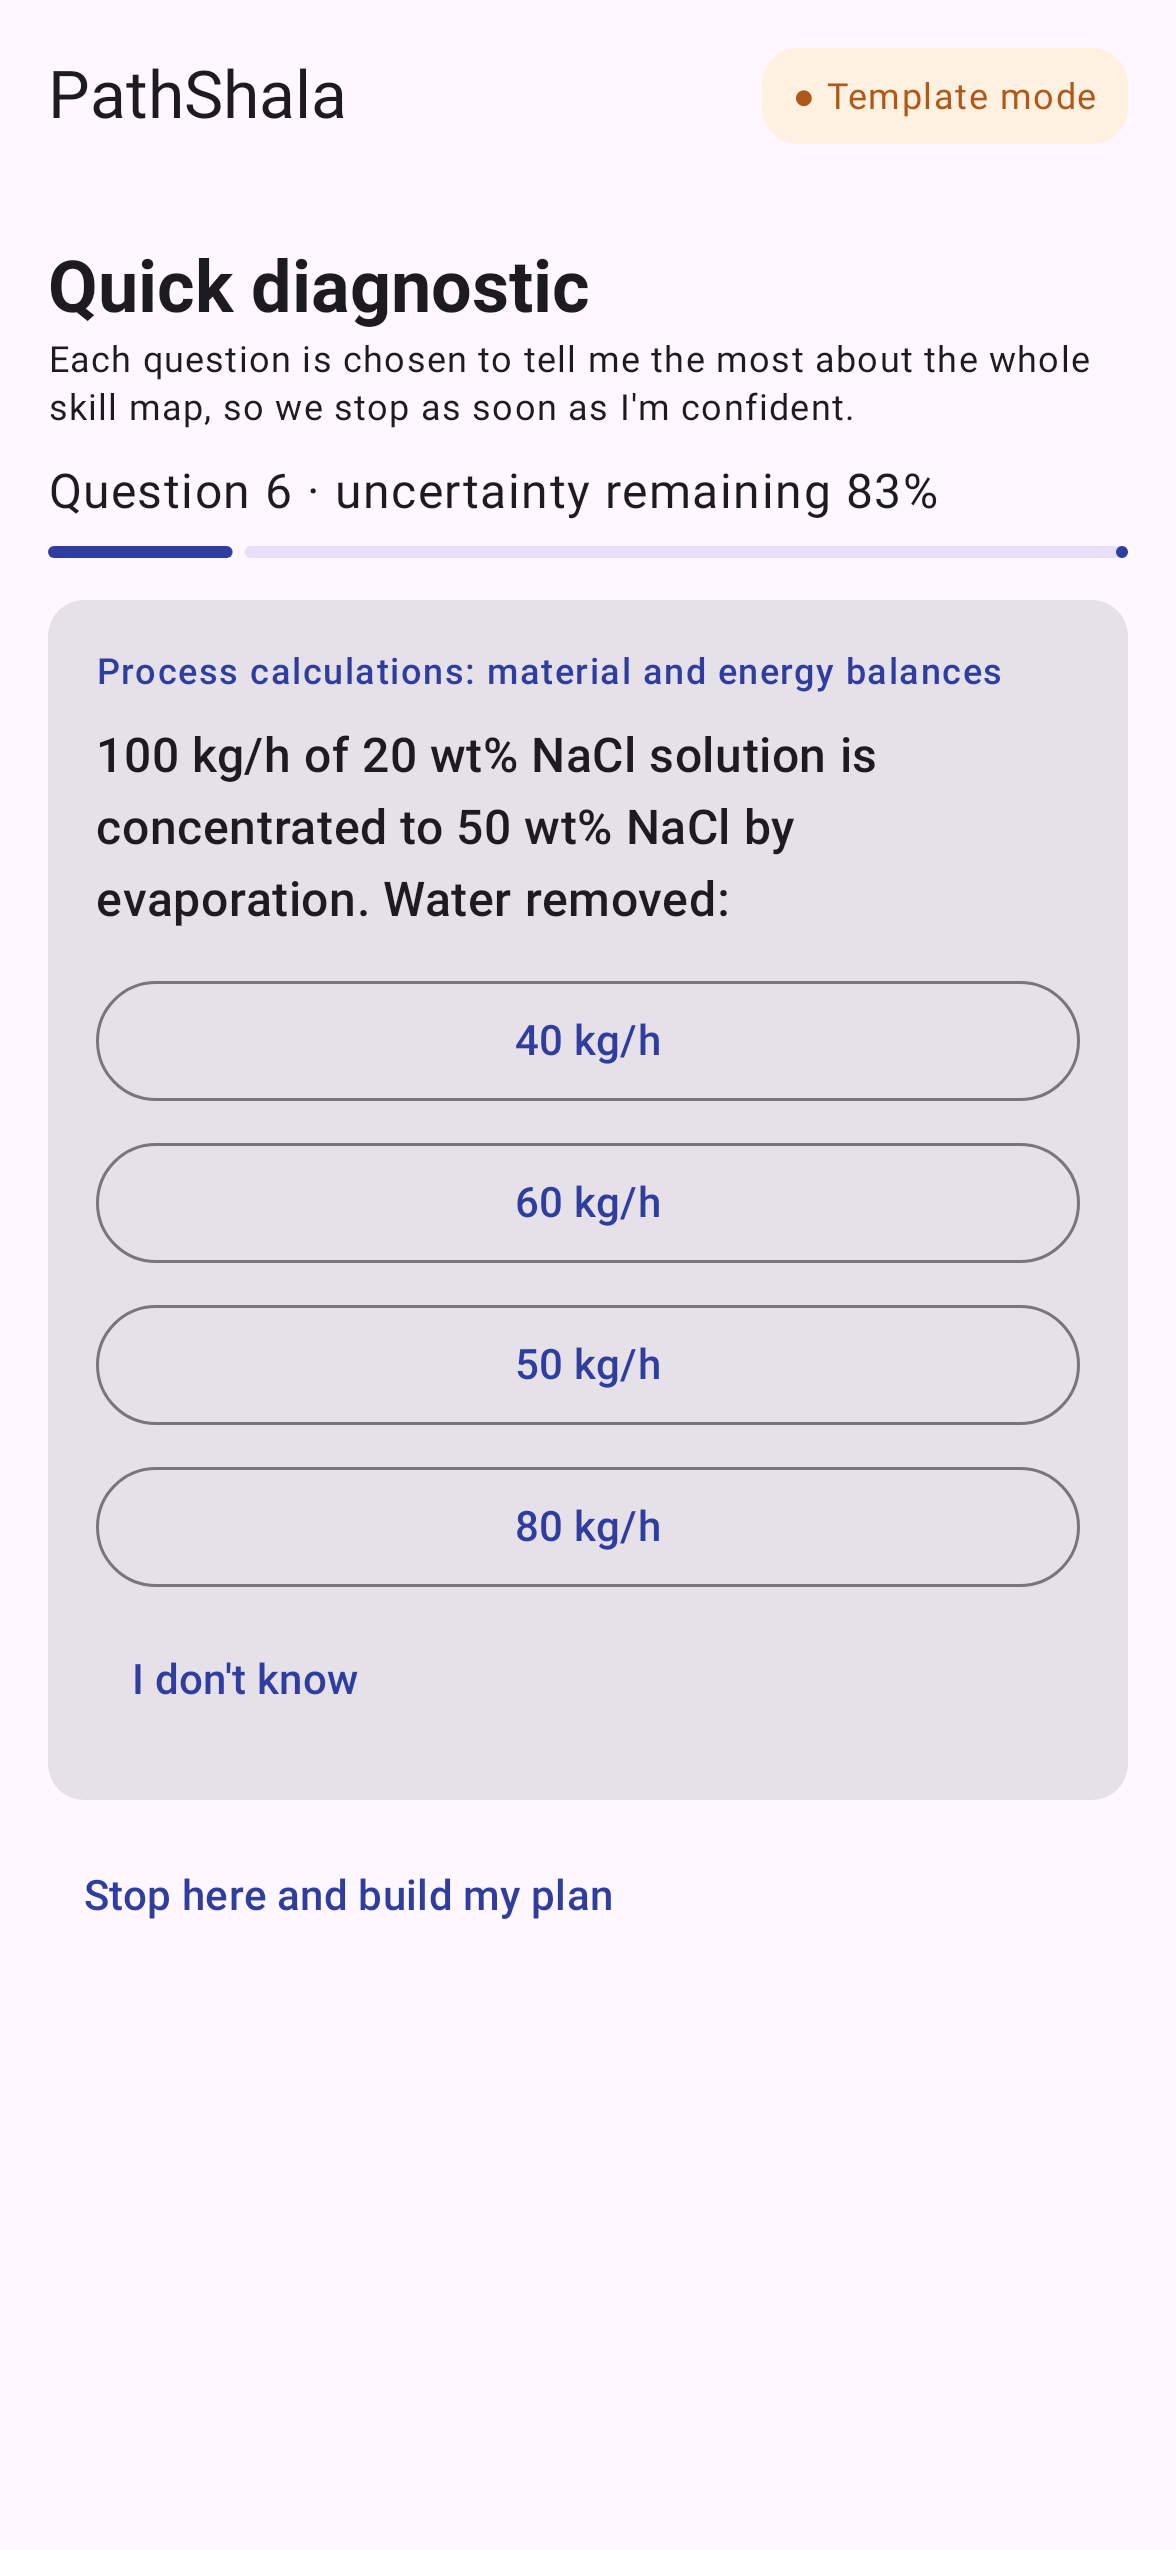 PathShala
● Template mode
Quick diagnostic
Each question is chosen to tell me the most about the whole
skill map, so we stop as soon as I'm confident.
Question 6 · uncertainty remaining 83%
Process calculations: material and energy balances
100 kg/h of 20 wt% NaCl solution is
concentrated to 50 wt% NaCl by
evaporation. Water removed:
40 kg/h
60 kg/h
50 kg/h
80 kg/h
I don't know
Stop here and build my plan